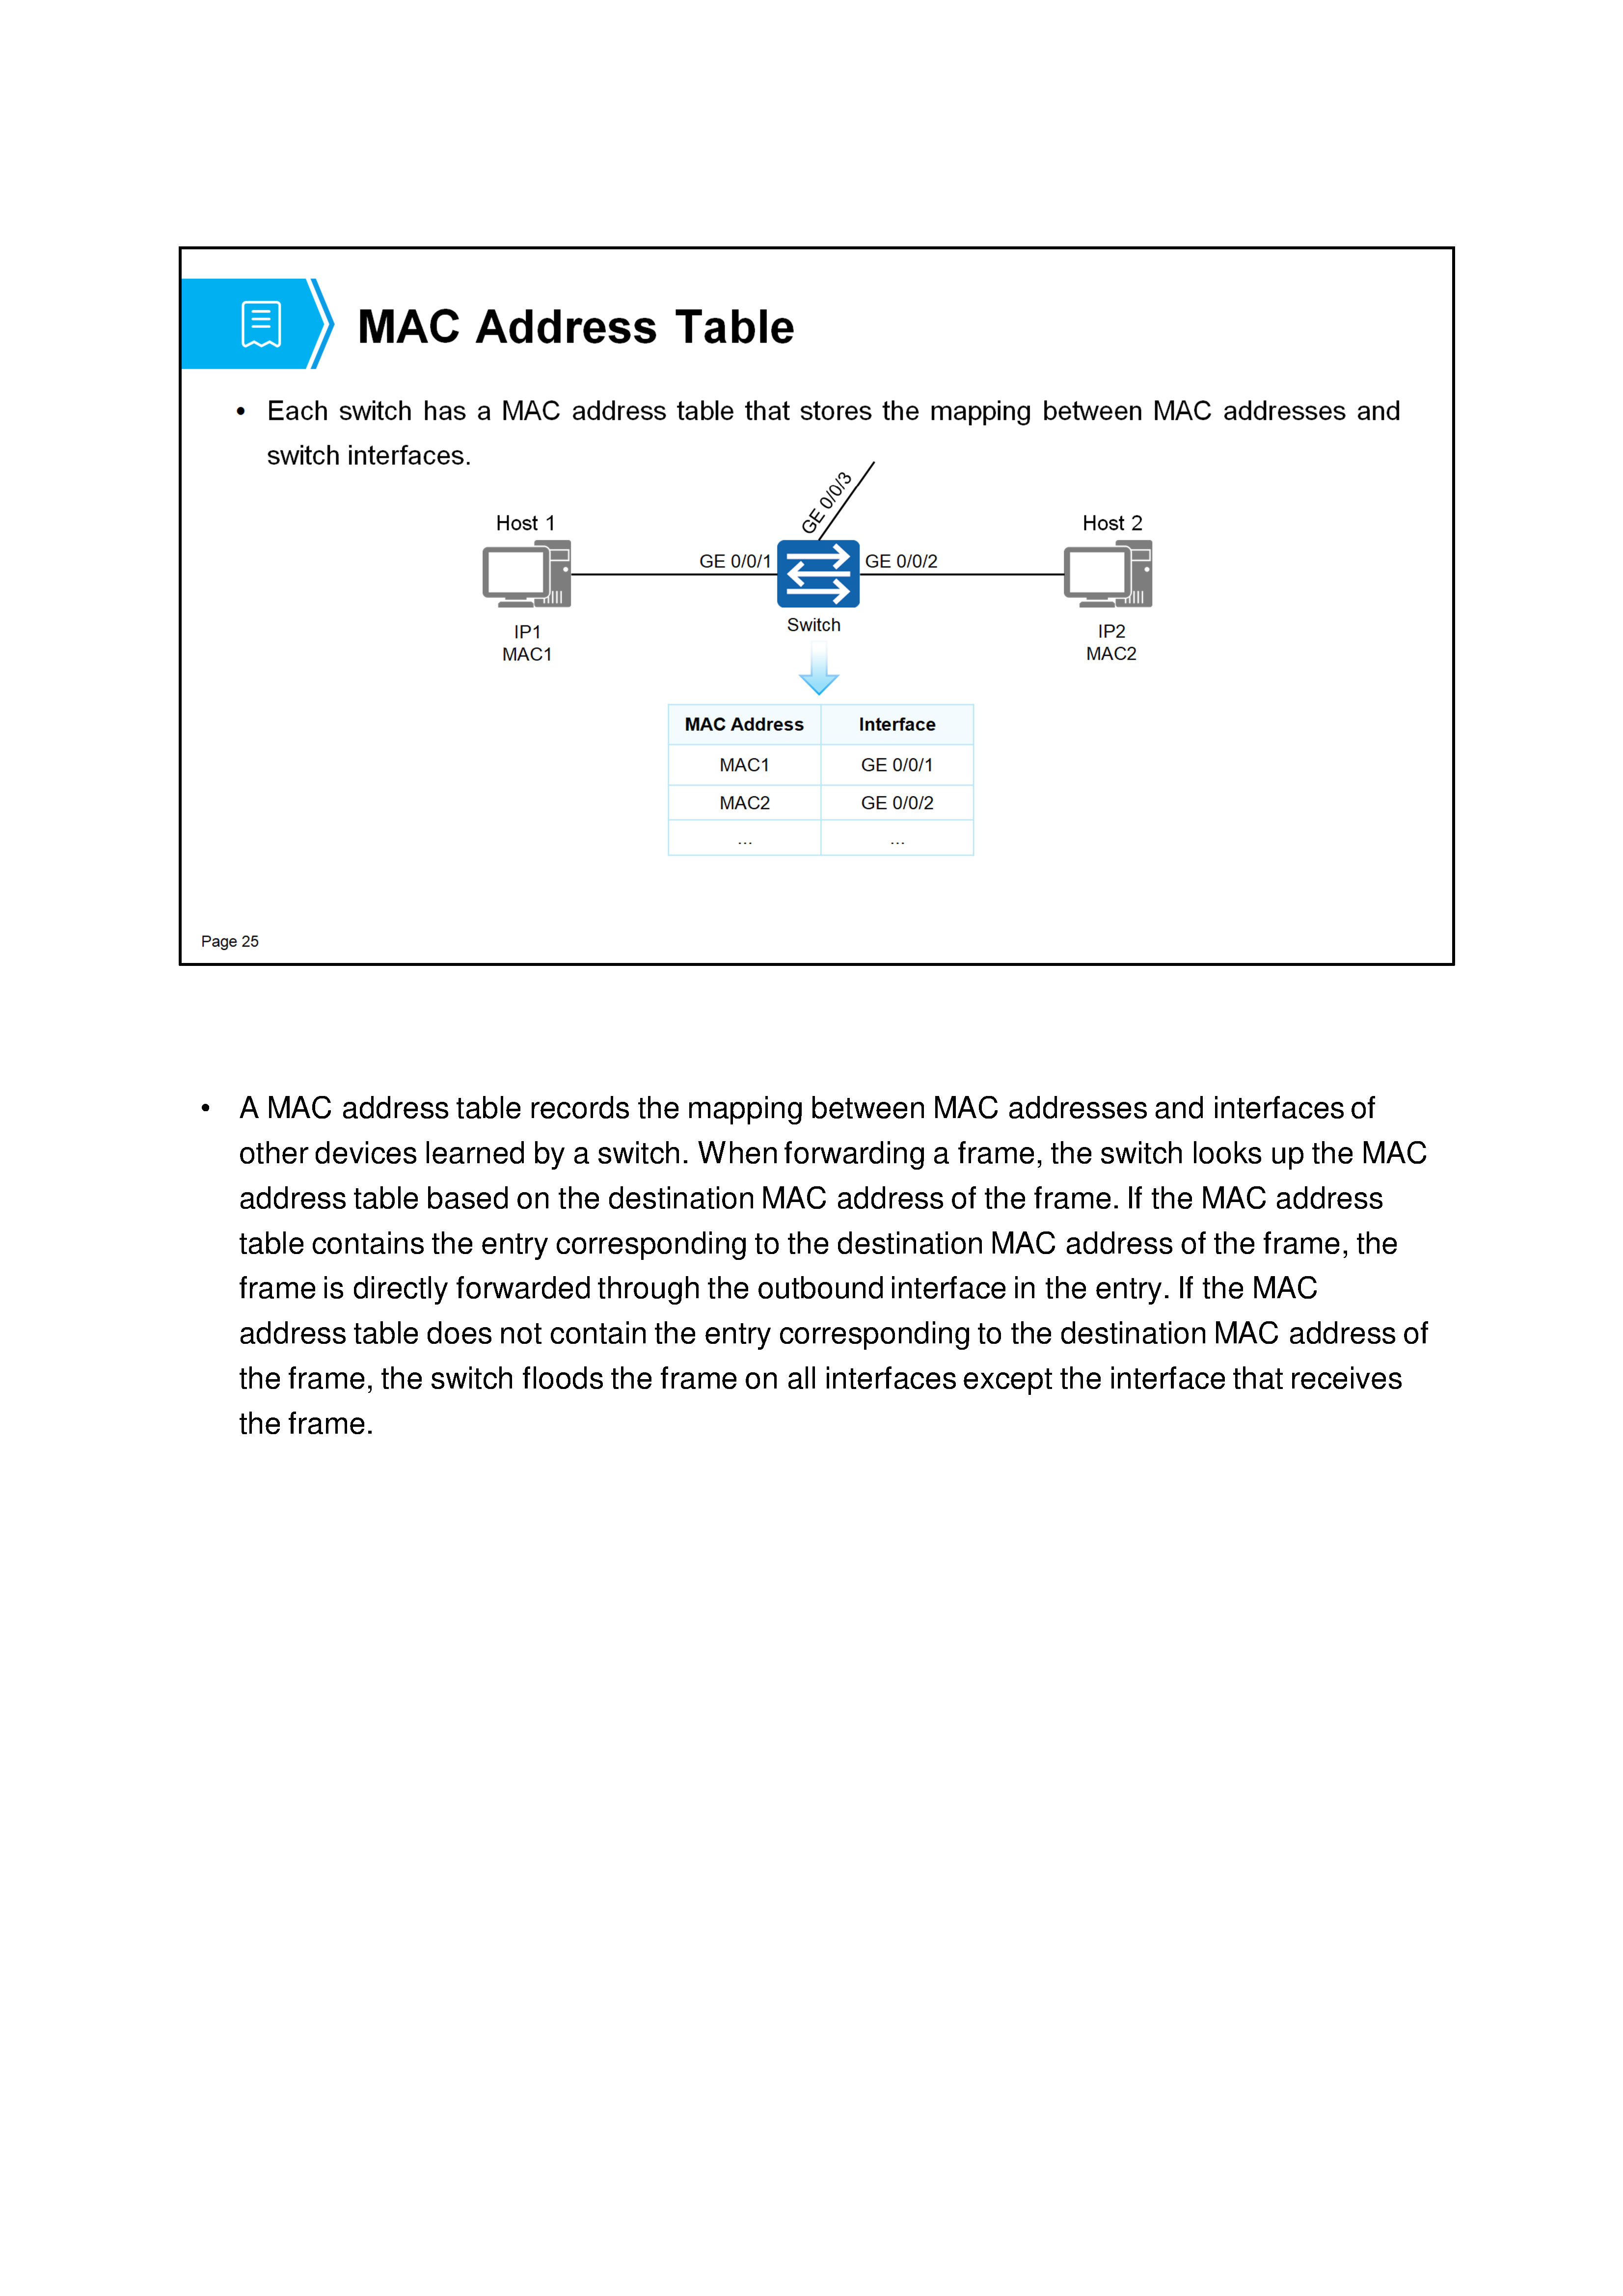 MAC Address Table
• Each switch has a MAC address table that stores the mapping between MAC addresses and
switch interfaces.
GE 0/0/3
Host 1
Host 2
GE 0/0/1
GE 0/0/2
Switch
IP1
MAC1
IP2
MAC2
MAC Address Interface
MAC1 GE 0/0/1
MAC2 GE 0/0/2
... ...
Page 25
• A MAC address table records the mapping between MAC addresses and interfaces of
other devices learned by a switch. When forwarding a frame, the switch looks up the MAC
address table based on the destination MAC address of the frame. If the MAC address
table contains the entry corresponding to the destination MAC address of the frame, the
frame is directly forwarded through the outbound interface in the entry. If the MAC
address table does not contain the entry corresponding to the destination MAC address of
the frame, the switch floods the frame on all interfaces except the interface that receives
the frame.